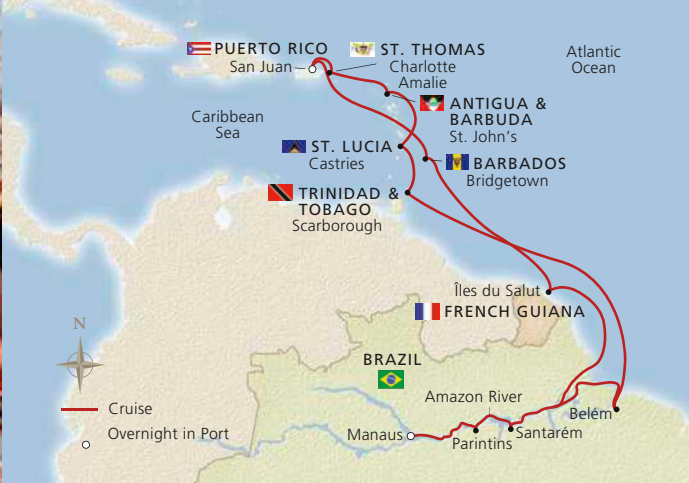 PUERTO RICO
San Juan
ST. THOMAS
Charlotte
Amalie
Atlantic
Ocean
ANTIGUA &
BARBUDA
St. John's
Caribbean
Sea
ST. LUCIA
Castries
BARBADOS
Bridgetown
TRINIDAD &
TOBAGO
Scarborough
Îles du Salut
FRENCH GUIANA
N
BRAZIL
Amazon River
Cruise
Overnight in Port
Manaus
Parintins
Santarém
Belém